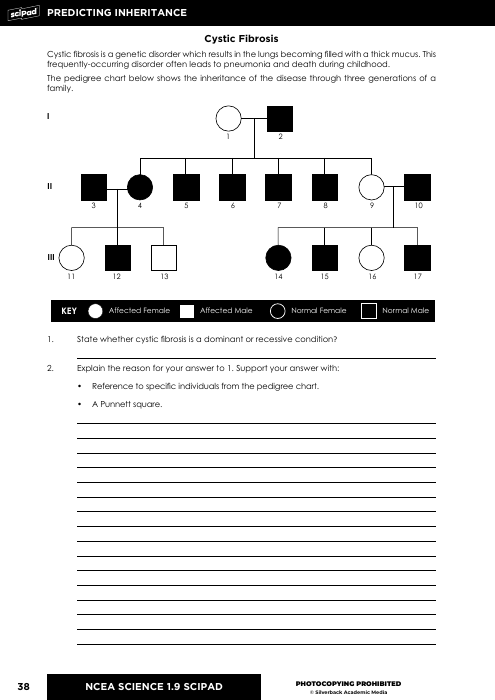 scipad PREDICTING INHERITANCE
Cystic Fibrosis
Cystic fibrosis is a genetic disorder which results in the lungs becoming filled with a thick mucus. This
frequently-occurring disorder often leads to pneumonia and death during childhood.
The pedigree chart below shows the inheritance of the disease through three generations of a
family.
I
1 2
II
3 4 5 6 7 8 9 10
III
11 12 13 14 15 16 17
KEY Affected Female Affected Male Normal Female Normal Male
1. State whether cystic fibrosis is a dominant or recessive condition?
2. Explain the reason for your answer to 1. Support your answer with:
• Reference to specific individuals from the pedigree chart.
• A Punnett square.
38 NCEA SCIENCE 1.9 SCIPAD PHOTOCOPYING PROHIBITED
© Silverback Academic Media